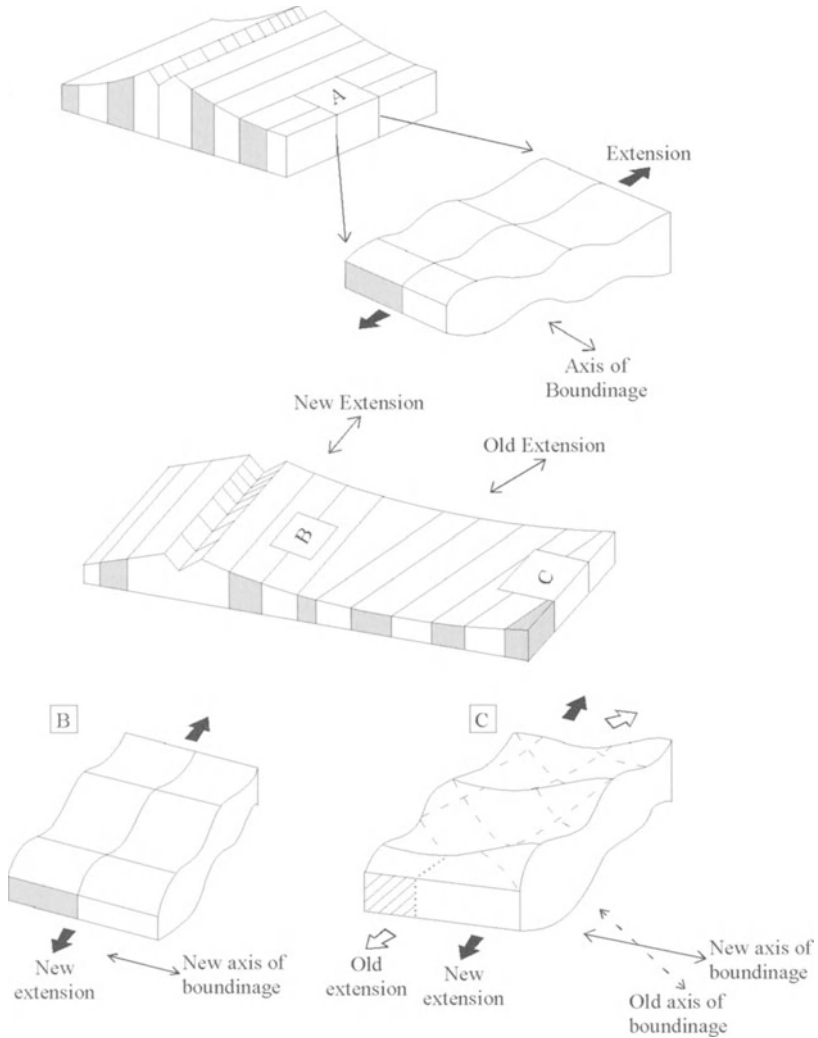 A
Extension
Axis of
Boundinage
New Extension
Old Extension
B
C
B
C
New
extension
New axis of
boundinage
Old
extension
New
extension
New axis of
boundinage
Old axis of
boundinage